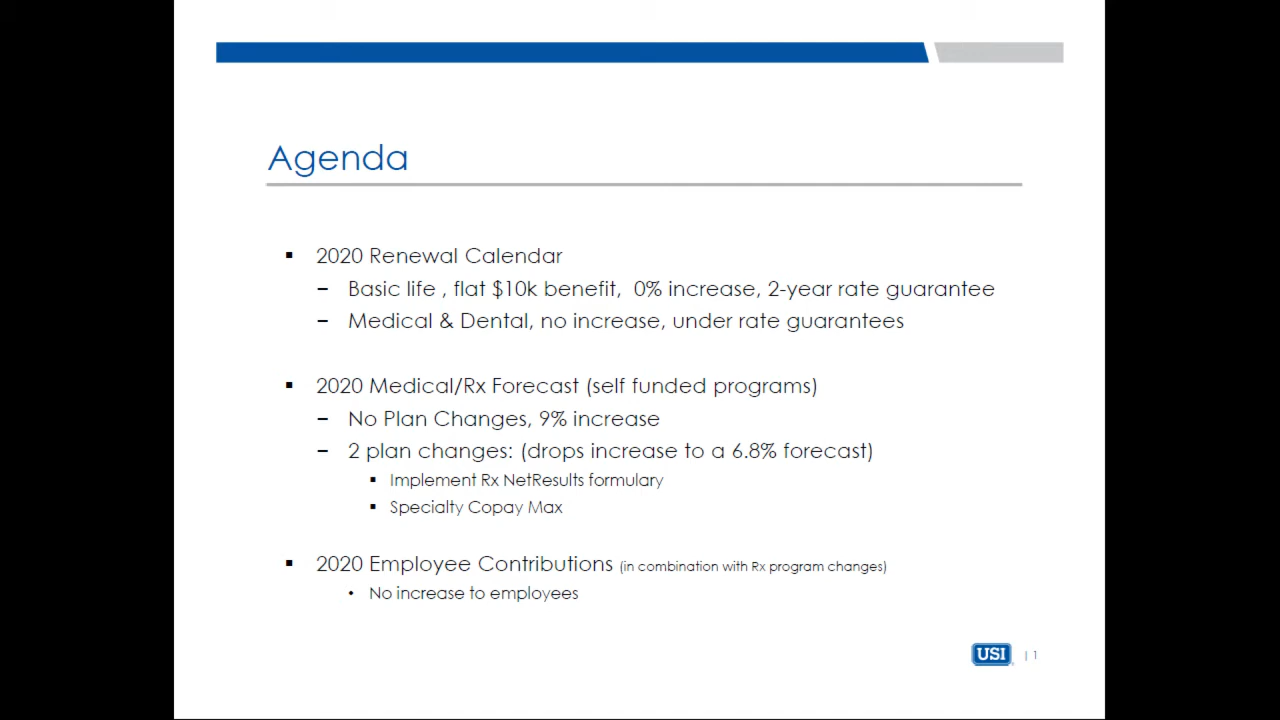 Agenda
▪ 2020 Renewal Calendar
– Basic life , flat $10k benefit, 0% increase, 2-year rate guarantee
– Medical & Dental, no increase, under rate guarantees
▪ 2020 Medical/Rx Forecast (self funded programs)
– No Plan Changes, 9% increase
– 2 plan changes: (drops increase to a 6.8% forecast)
▪ Implement Rx NetResults formulary
▪ Specialty Copay Max
▪ 2020 Employee Contributions (in combination with Rx program changes)
• No increase to employees
USI | 1